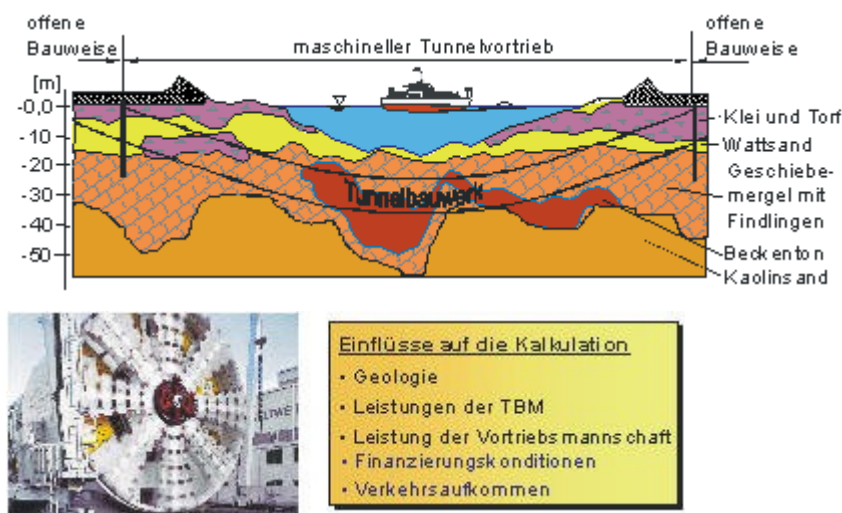 offene
Bauweise
maschineller Tunnelvortrieb
offene
Bauweise
[m]
-0,0
-10
-20
-30
-40
-50
Tunnelbauwerk
Klei und Torf
Wattsand
Geschiebe-
mergel mit
Findlingen
Beckenton
Kaolinsand
Einflüsse auf die Kalkulation
• Geologie
• Leistungen der TBM
• Leistung der Vortriebsmannschaft
• Finanzierungskonditionen
• Verkehrsaufkommen